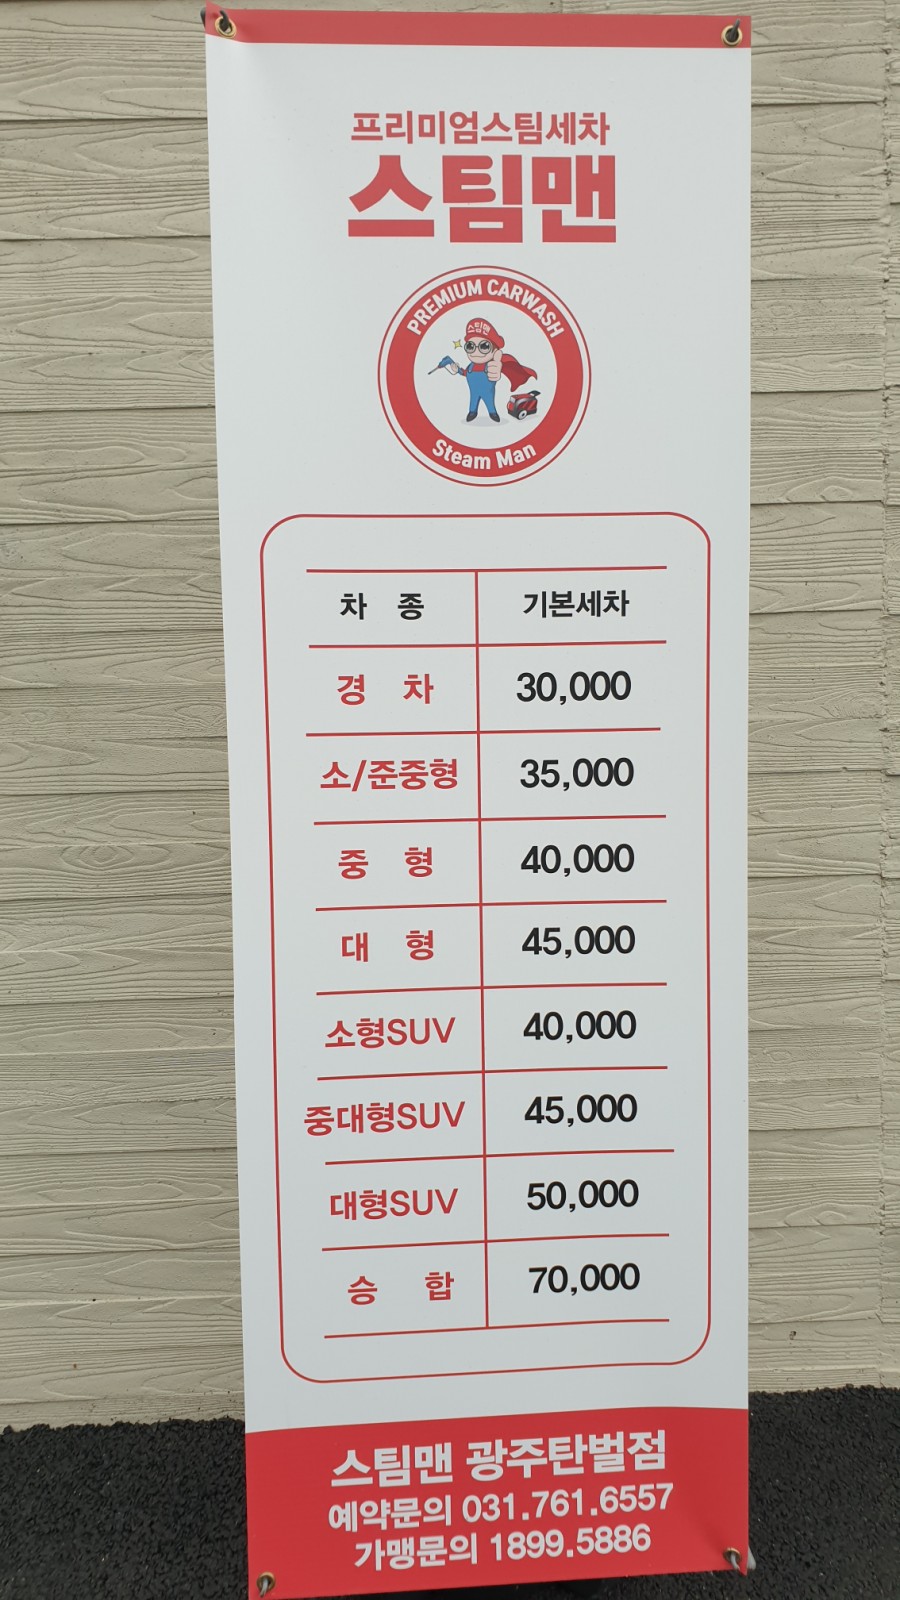 프리미엄스팀세차
스팀맨
PREMIUM CARWASH
스팀맨
Steam Man
차 종 기본세차
경 차 30,000
소/준중형 35,000
중 형 40,000
대 형 45,000
소형SUV 40,000
중대형SUV 45,000
대형SUV 50,000
승 합 70,000
스팀맨 광주탄벌점
예약문의 031.761.6557
가맹문의 1899.5886